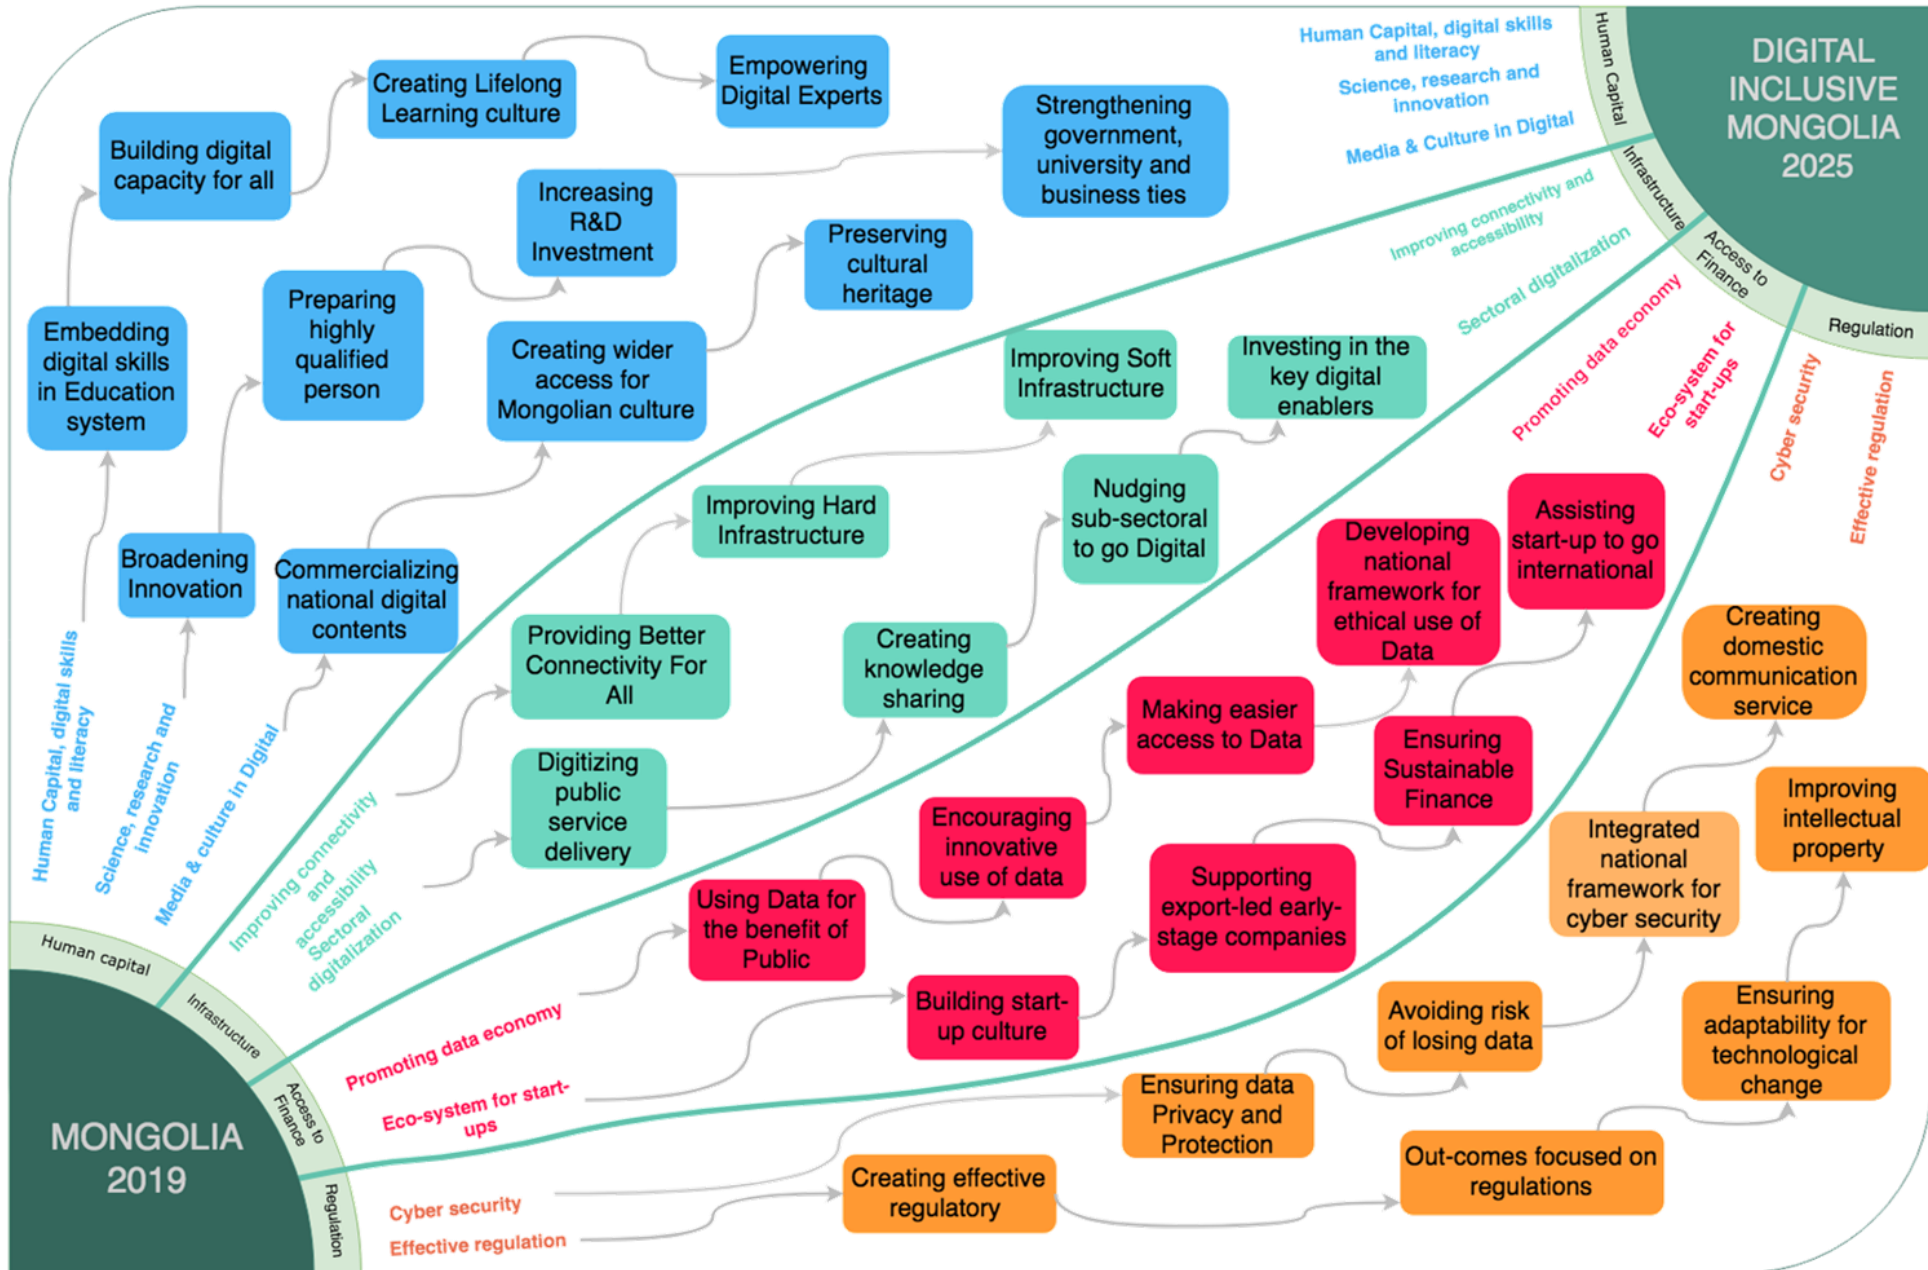 Human Capital, digital skills
and literacy
Science, research and
innovation
Media & Culture in Digital
Human Capital
DIGITAL
INCLUSIVE
MONGOLIA
2025
Infrastructure
Access to
Finance
Regulation
Improving connectivity and
accessibility
Sectoral digitalization
Promoting data economy
Eco-system for
start-ups
Cyber security
Effective regulation
Embedding
digital skills
in Education
system
Building digital
capacity for all
Creating Lifelong
Learning culture
Empowering
Digital Experts
Broadening
Innovation
Preparing
highly
qualified
person
Increasing
R&D
Investment
Strengthening
government,
university and
business ties
Commercializing
national digital
contents
Creating wider
access for
Mongolian culture
Preserving
cultural
heritage
Providing Better
Connectivity For
All
Improving Hard
Infrastructure
Improving Soft
Infrastructure
Digitizing
public
service
delivery
Creating
knowledge
sharing
Nudging
sub-sectoral
to go Digital
Investing in the
key digital
enablers
Using Data for
the benefit of
Public
Encouraging
innovative
use of data
Making easier
access to Data
Developing
national
framework for
ethical use of
Data
Building start-
up culture
Supporting
export-led early-
stage companies
Ensuring
Sustainable
Finance
Assisting
start-up to go
international
Ensuring data
Privacy and
Protection
Avoiding risk
of losing data
Integrated
national
framework for
cyber security
Creating
domestic
communication
service
Creating effective
regulatory
Out-comes focused on
regulations
Ensuring
adaptability for
technological
change
Improving
intellectual
property
Human Capital, digital skills
and literacy
Science, research and
innovation
Media & culture in Digital
Improving connectivity
and
accessibility
Sectoral
digitalization
Promoting data economy
Eco-system for start-
ups
Cyber security
Effective regulation
Human capital
Infrastructure
Access to
Finance
Regulation
MONGOLIA
2019